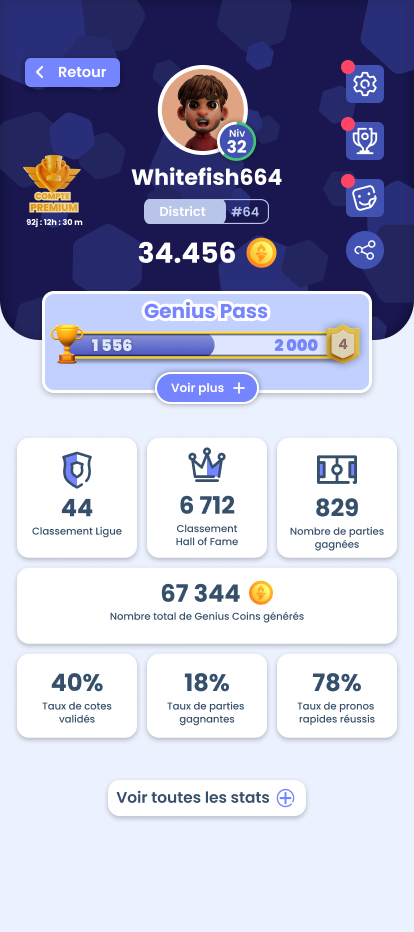 Retour
Niv
32
COMPTE
PREMIUM
92j : 12h : 30 m
Whitefish664
District #64
34.456
Genius Pass
1 556 2 000 4
Voir plus +
44
Classement Ligue
6 712
Classement
Hall of Fame
829
Nombre de parties
gagnées
67 344
Nombre total de Genius Coins générés
40%
Taux de cotes
validés
18%
Taux de parties
gagnantes
78%
Taux de pronos
rapides réussis
Voir toutes les stats